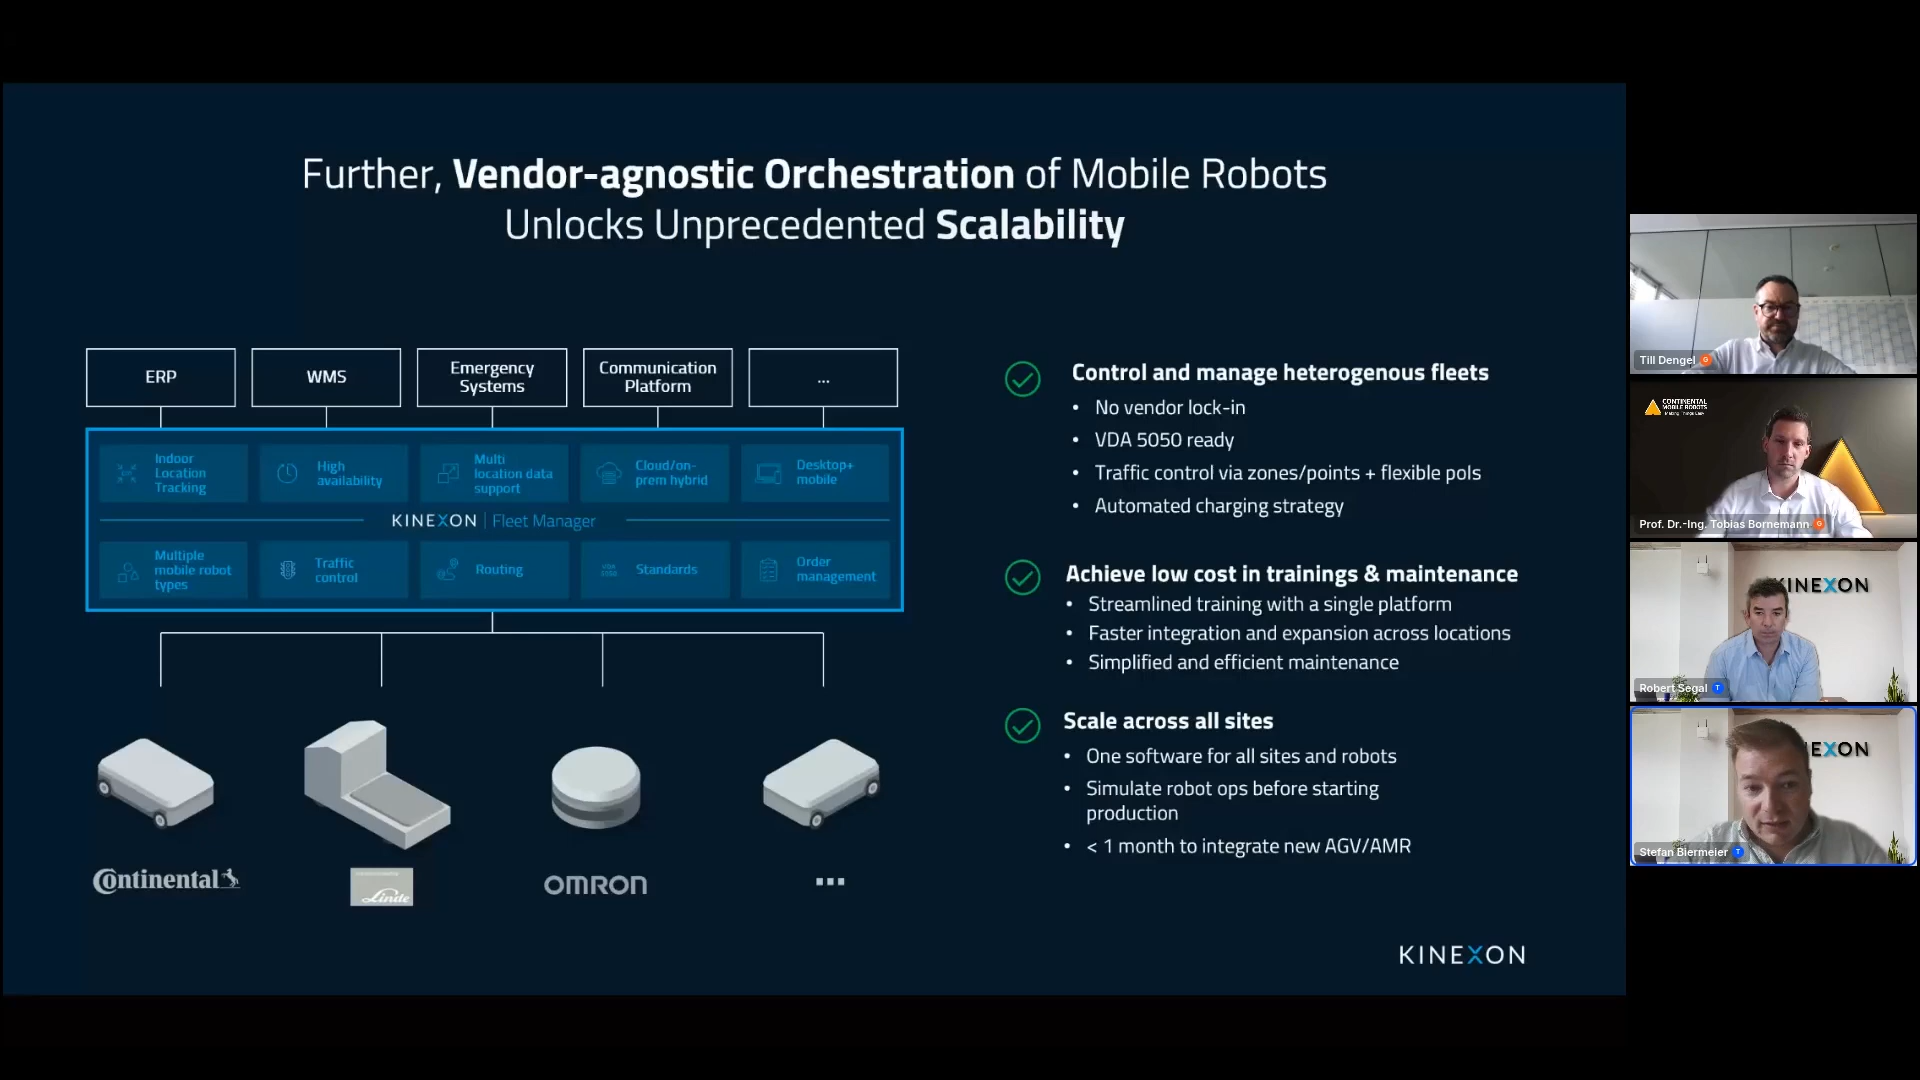 Further, Vendor-agnostic Orchestration of Mobile Robots
Unlocks Unprecedented Scalability
ERP
WMS
Emergency
Systems
Communication
Platform
...
Indoor
Location
Tracking
High
availability
Multi
location data
support
Cloud/on-
prem hybrid
Desktop+
mobile
KINEXON | Fleet Manager
Multiple
mobile robot
types
Traffic
control
Routing
VDA
5050
Standards
Order
management
Continental
Linde
OMRON
...
Control and manage heterogenous fleets
• No vendor lock-in
• VDA 5050 ready
• Traffic control via zones/points + flexible pols
• Automated charging strategy
Achieve low cost in trainings & maintenance
• Streamlined training with a single platform
• Faster integration and expansion across locations
• Simplified and efficient maintenance
Scale across all sites
• One software for all sites and robots
• Simulate robot ops before starting
production
• < 1 month to integrate new AGV/AMR
KINEXON
Till Dengel G
CONTINENTAL
MOBILE ROBOTS
Making Things Easy
Prof. Dr.-Ing. Tobias Bornemann G
KINEXON
Robert Segal T
EXON
Stefan Biermeier T